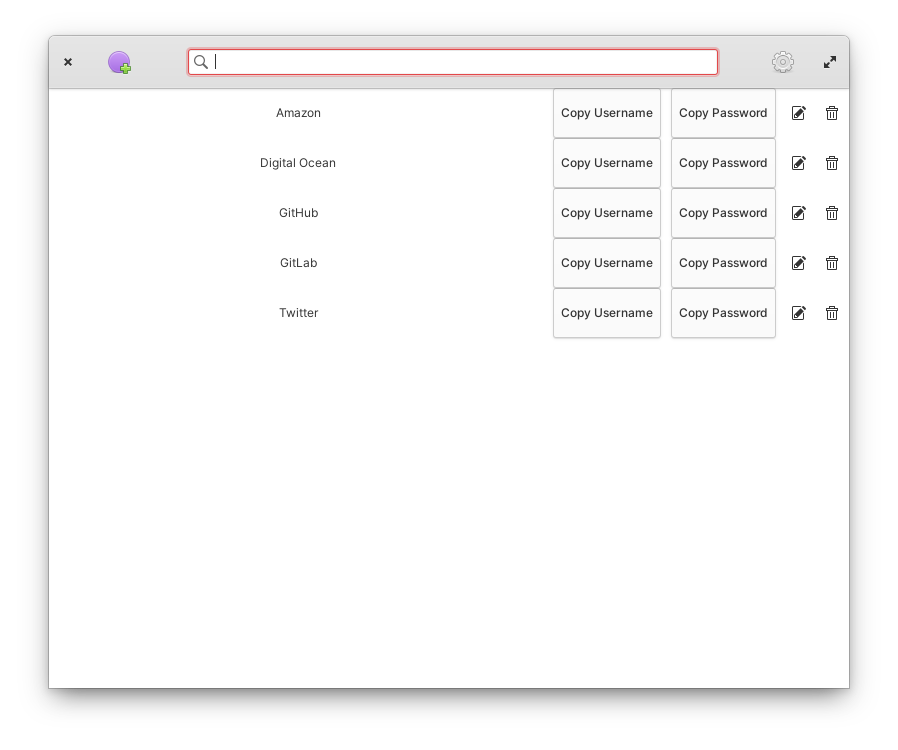 Amazon Copy Username Copy Password
Digital Ocean Copy Username Copy Password
GitHub Copy Username Copy Password
GitLab Copy Username Copy Password
Twitter Copy Username Copy Password